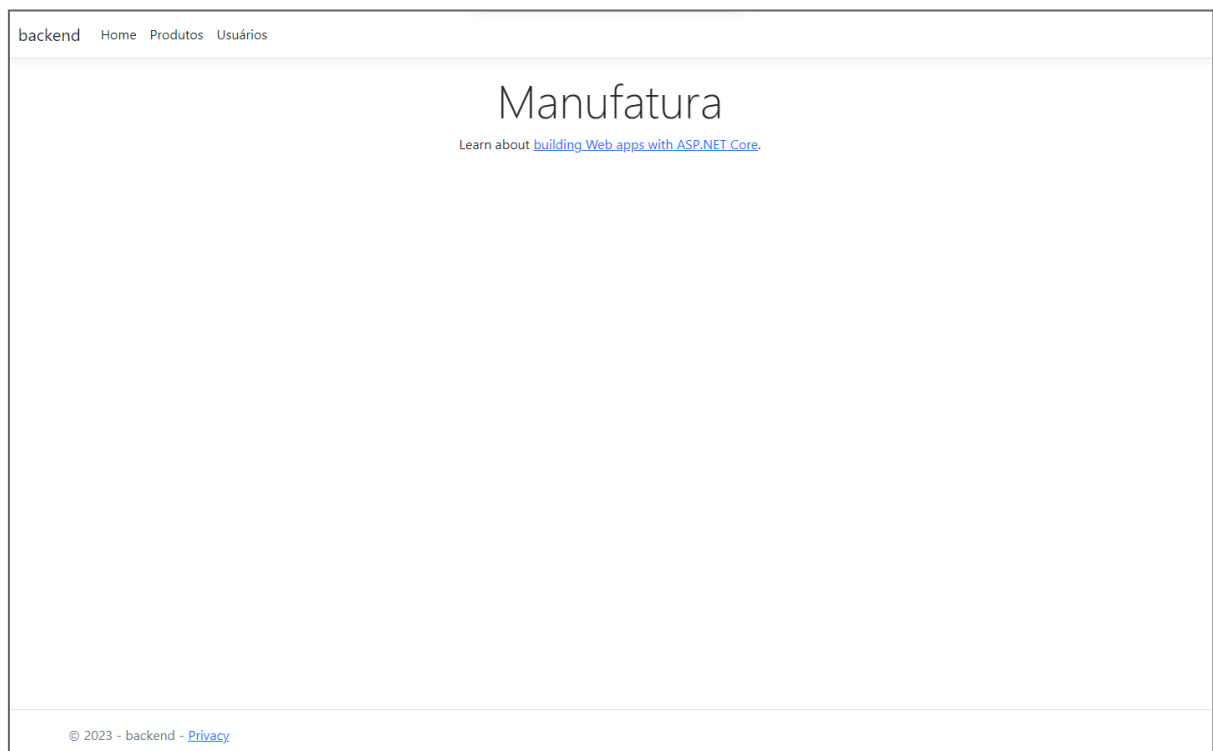 backend Home Produtos Usuários
Manufatura
Learn about building Web apps with ASP.NET Core.
© 2023 - backend - Privacy